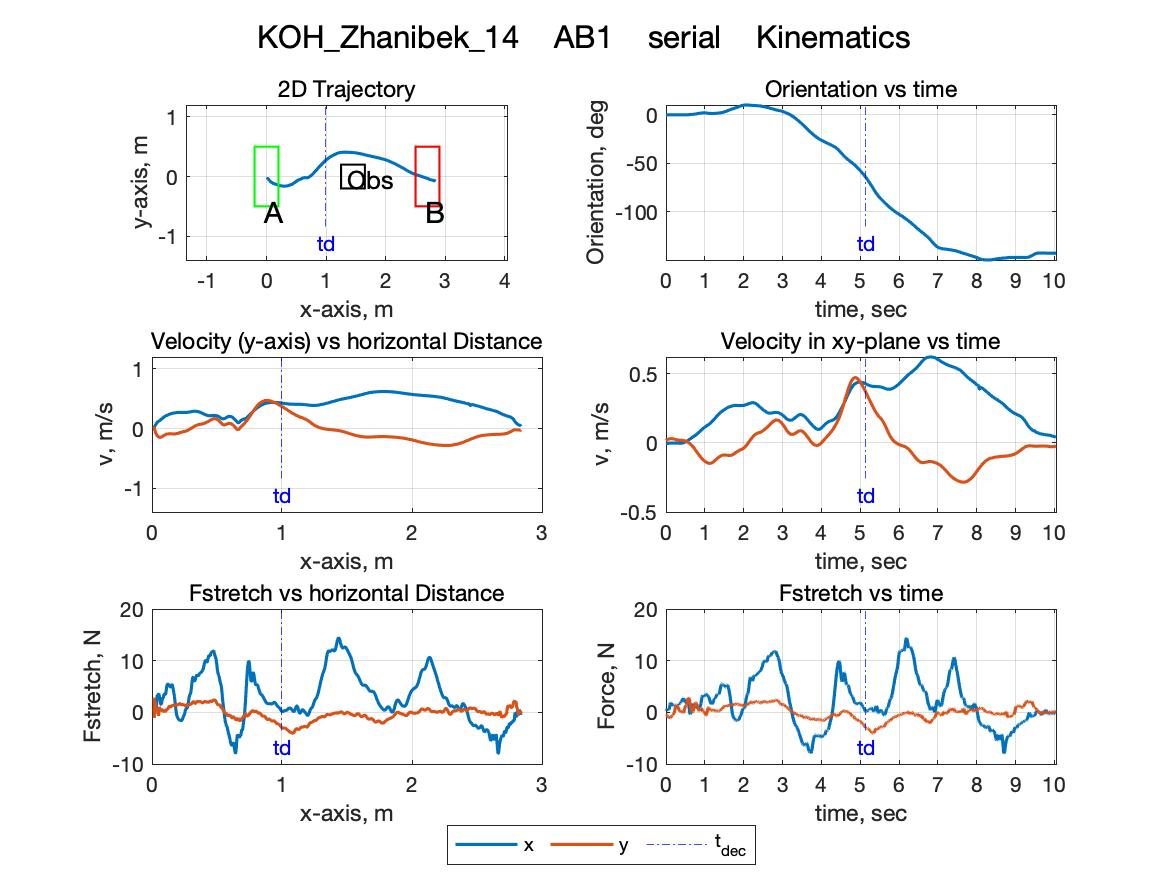 KOH_Zhanibek_14 AB1 serial Kinematics
2D Trajectory
y-axis, m
1
0
-1
A
Obs
B
td
-1 0 1 2 3 4
x-axis, m
Orientation vs time
Orientation, deg
0
-50
-100
td
0 1 2 3 4 5 6 7 8 9 10
time, sec
Velocity (y-axis) vs horizontal Distance
v, m/s
1
0
-1
td
0 1 2 3
x-axis, m
Velocity in xy-plane vs time
v, m/s
0.5
0
-0.5
td
0 1 2 3 4 5 6 7 8 9 10
time, sec
Fstretch vs horizontal Distance
Fstretch, N
20
10
0
-10
td
0 1 2 3
x-axis, m
Fstretch vs time
Force, N
20
10
0
-10
td
0 1 2 3 4 5 6 7 8 9 10
time, sec
x y tdec